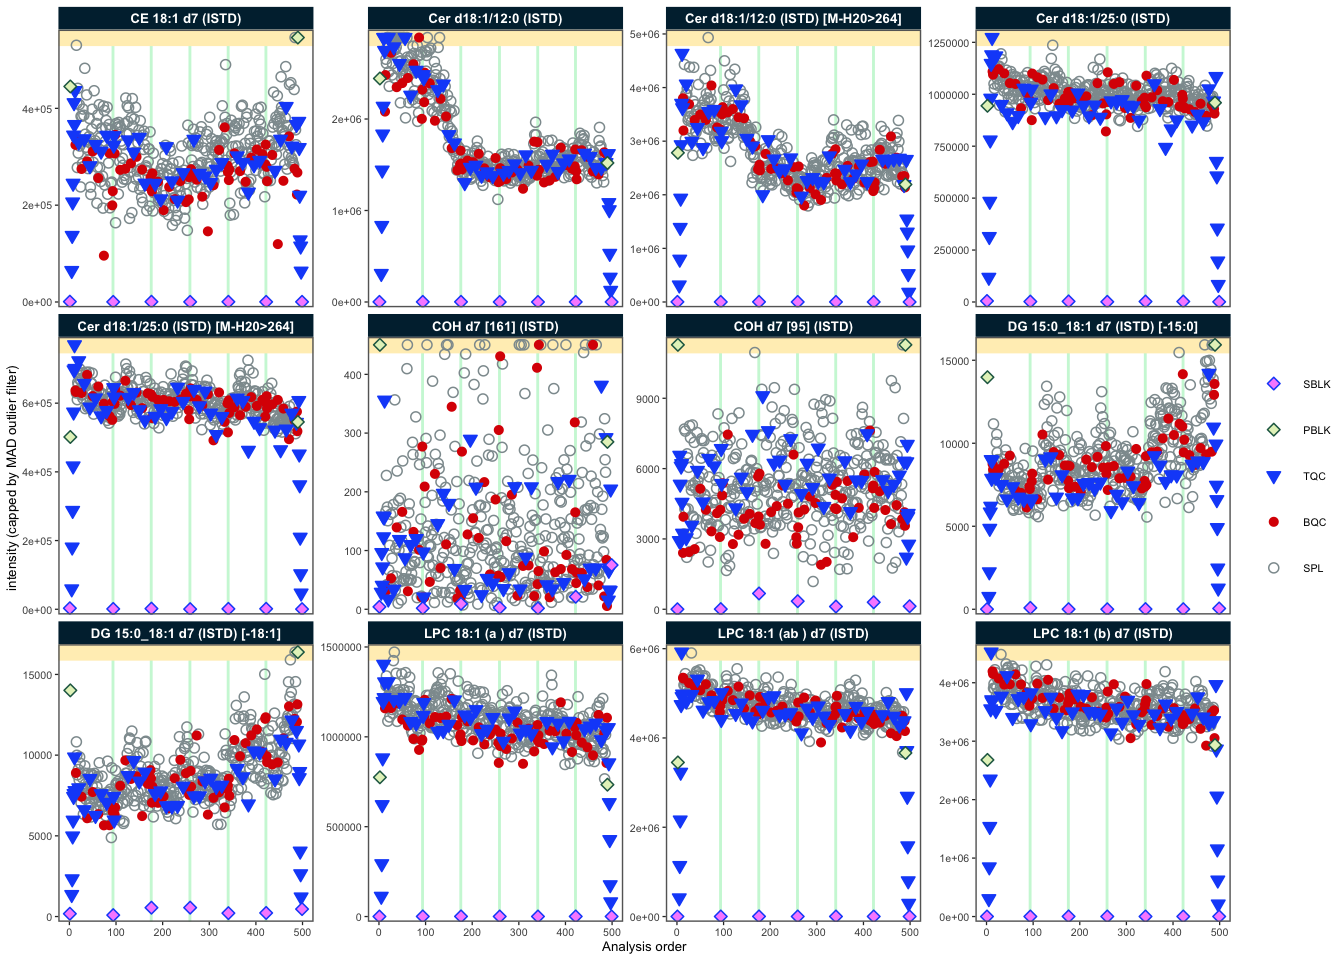 CE 18:1 d7 (ISTD)
Cer d18:1/12:0 (ISTD)
Cer d18:1/12:0 (ISTD) [M-H20>264]
Cer d18:1/25:0 (ISTD)
4e+05
2e+05
0e+00
2e+06
1e+06
0e+00
5e+06
4e+06
3e+06
2e+06
1e+06
0e+00
1250000
1000000
750000
500000
250000
0
Cer d18:1/25:0 (ISTD) [M-H20>264]
COH d7 [161] (ISTD)
COH d7 [95] (ISTD)
DG 15:0_18:1 d7 (ISTD) [-15:0]
6e+05
4e+05
2e+05
0e+00
400
300
200
100
0
9000
6000
3000
0
15000
10000
5000
0
DG 15:0_18:1 d7 (ISTD) [-18:1]
LPC 18:1 (a ) d7 (ISTD)
LPC 18:1 (ab ) d7 (ISTD)
LPC 18:1 (b) d7 (ISTD)
15000
10000
5000
0
1500000
1000000
500000
0
6e+06
4e+06
2e+06
0e+00
4e+06
3e+06
2e+06
1e+06
0e+00
0 100 200 300 400 500
0 100 200 300 400 500
0 100 200 300 400 500
0 100 200 300 400 500
Analysis order
intensity (capped by MAD outlier filter)
SBLK
PBLK
TQC
BQC
SPL